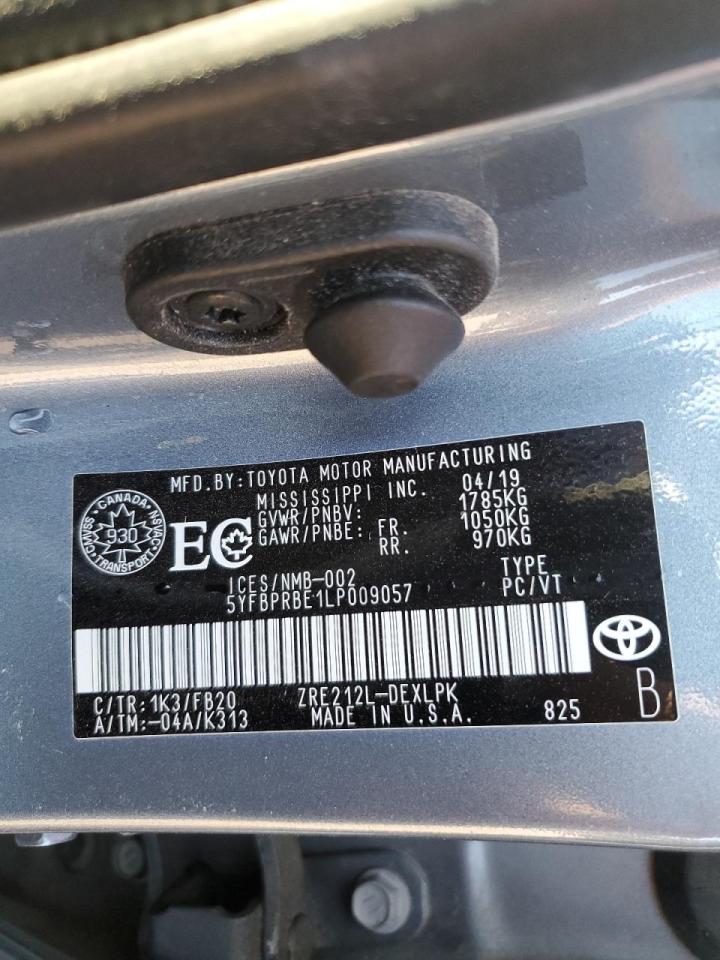 MFD.BY:TOYOTA MOTOR MANUFACTURING
MISSISSIPPI INC. 04/19
GVWR/PNBV: 1785KG
GAWR/PNBE: FR. 1050KG
RR. 970KG
CANADA
CMVSS 930 NSVAC
TRANSPORT
EC
ICES/NMB-002 TYPE
5YFBPRBE1LP009057 PC/VT
C/TR:1K3/FB20 ZRE212L-DEXLPK
A/TM:-04A/K313 MADE IN U.S.A. 825 B